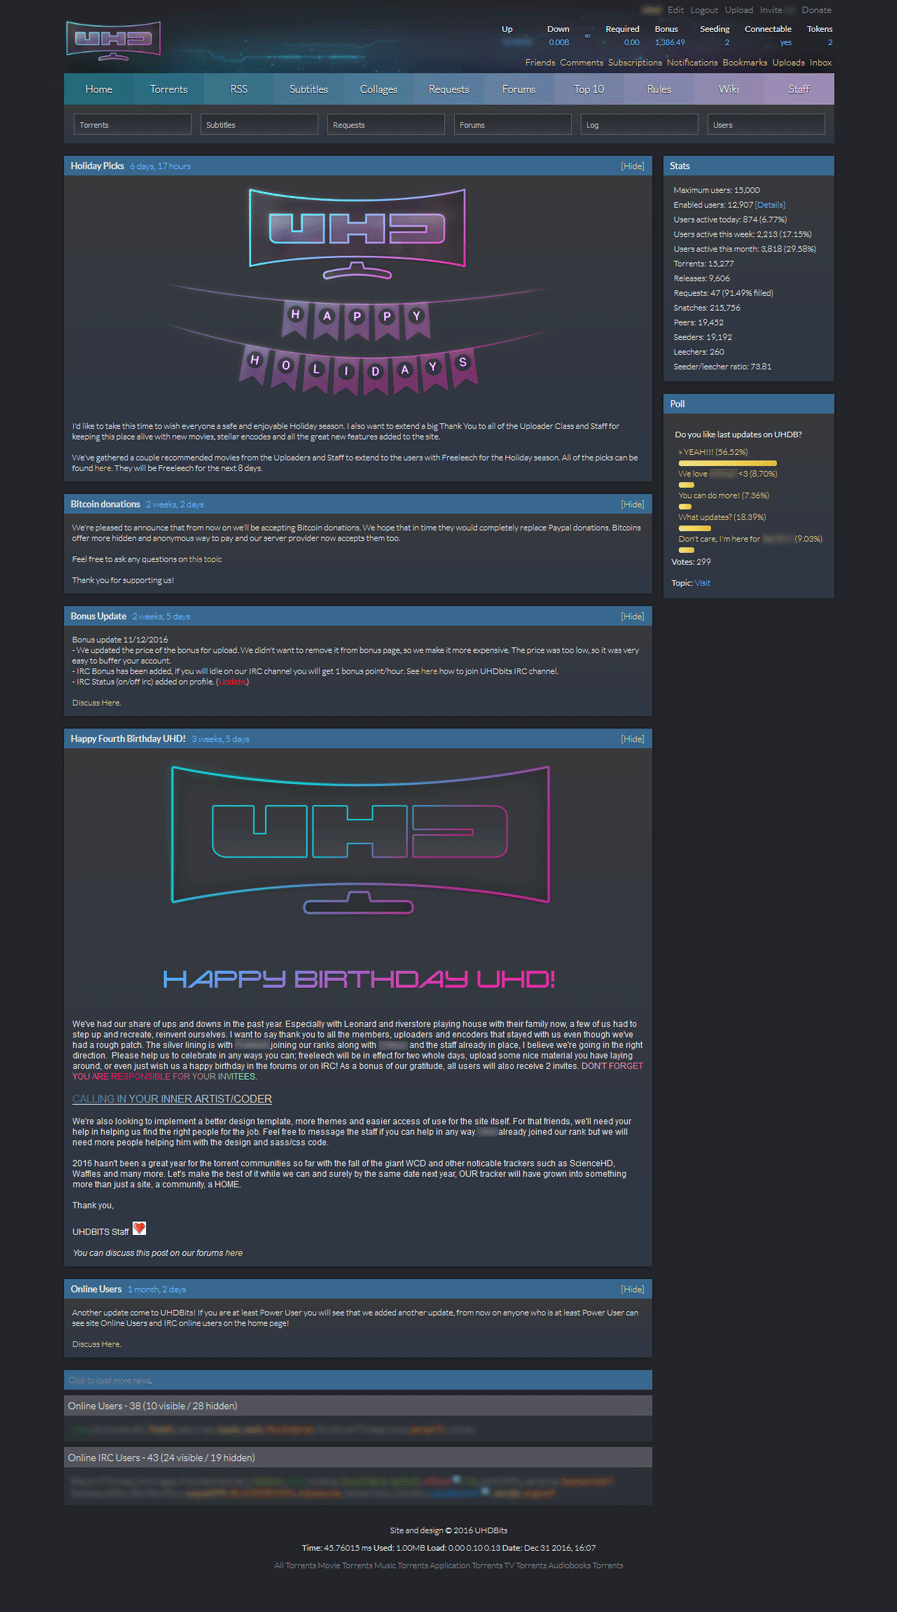 Edit Logout Upload Invite Donate
Up Down Required Bonus Seeding Connectable Tokens
0.00B ∞ 0.00 1,386.49 2 yes 2
Friends Comments Subscriptions Notifications Bookmarks Uploads Inbox
UHD
Home Torrents RSS Subtitles Collages Requests Forums Top 10 Rules Wiki Staff
Torrents Subtitles Requests Forums Log Users
Holiday Picks 6 days, 17 hours [Hide]
UHD
HAPPY
HOLIDAYS
I'd like to take this time to wish everyone a safe and enjoyable Holiday season. I also want to extend a big Thank You to all of the Uploader Class and Staff for
keeping this place alive with new movies, stellar encodes and all the great new features added to the site.
We've gathered a couple recommended movies from the Uploaders and Staff to extend to the users with Freeleech for the Holiday season. All of the picks can be
found here. They will be Freeleech for the next 8 days.
Bitcoin donations 2 weeks, 2 days [Hide]
We're pleased to announce that from now on we'll be accepting Bitcoin donations. We hope that in time they would completely replace Paypal donations. Bitcoins
offer more hidden and anonymous way to pay and our server provider now accepts them too.
Feel free to ask any questions on this topic
Thank you for supporting us!
Bonus Update 2 weeks, 5 days [Hide]
Bonus update 11/12/2016
- We updated the price of the bonus for upload. We didn't want to remove it from bonus page, so we make it more expensive. The price was too low, so it was very
easy to buffer your account.
- IRC Bonus has been added, if you will idle on our IRC channel you will get 1 bonus point/hour. See here how to join UHDbits IRC channel.
- IRC Status (on/off irc) added on profile. (Update.)
Discuss Here.
Happy Fourth Birthday UHD! 3 weeks, 5 days [Hide]
UHD
HAPPY BIRTHDAY UHD!
We've had our share of ups and downs in the past year. Especially with Leonard and riverstore playing house with their family now, a few of us had to
step up and recreate, reinvent ourselves. I want to say thank you to all the members, uploaders and encoders that stayed with us even though we've
had a rough patch. The silver lining is with joining our ranks along with and the staff already in place, I believe we're going in the right
direction. Please help us to celebrate in any ways you can; freeleech will be in effect for two whole days, upload some nice material you have laying
around, or even just wish us a happy birthday in the forums or on IRC! As a bonus of our gratitude, all users will also receive 2 invites. DON'T FORGET
YOU ARE RESPONSIBLE FOR YOUR INVITEES.
CALLING IN YOUR INNER ARTIST/CODER
We're also looking to implement a better design template, more themes and easier access of use for the site itself. For that friends, we'll need your
help in helping us find the right people for the job. Feel free to message the staff if you can help in any way. already joined our rank but we will
need more people helping him with the design and sass/css code.
2016 hasn't been a great year for the torrent communities so far with the fall of the giant WCD and other noticable trackers such as ScienceHD,
Waffles and many more. Let's make the best of it while we can and surely by the same date next year, OUR tracker will have grown into something
more than just a site, a community, a HOME.
Thank you,
UHDBITS Staff
You can discuss this post on our forums here
Online Users 1 month, 2 days [Hide]
Another update come to UHDBits! If you are at least Power User you will see that we added another update, from now on anyone who is at least Power User can
see site Online Users and IRC online users on the home page!
Discuss Here.
Click to load more news.
Online Users - 38 (10 visible / 28 hidden)
Online IRC Users - 43 (24 visible / 19 hidden)
Stats
Maximum users: 15,000
Enabled users: 12,907 [Details]
Users active today: 874 (6.77%)
Users active this week: 2,213 (17.15%)
Users active this month: 3,818 (29.58%)
Torrents: 15,277
Releases: 9,606
Requests: 47 (91.49% filled)
Snatches: 215,756
Peers: 19,452
Seeders: 19,192
Leechers: 260
Seeder/leecher ratio: 73.81
Poll
Do you like last updates on UHDB?
» YEAH!!! (56.52%)
We love <3 (8.70%)
You can do more! (7.36%)
What updates? (18.39%)
Don't care, I'm here for (9.03%)
Votes: 299
Topic: Visit
Site and design © 2016 UHDBits
Time: 45.76015 ms Used: 1.00MB Load: 0.00 0.10 0.13 Date: Dec 31 2016, 16:07
All Torrents Movie Torrents Music Torrents Application Torrents TV Torrents Audiobooks Torrents